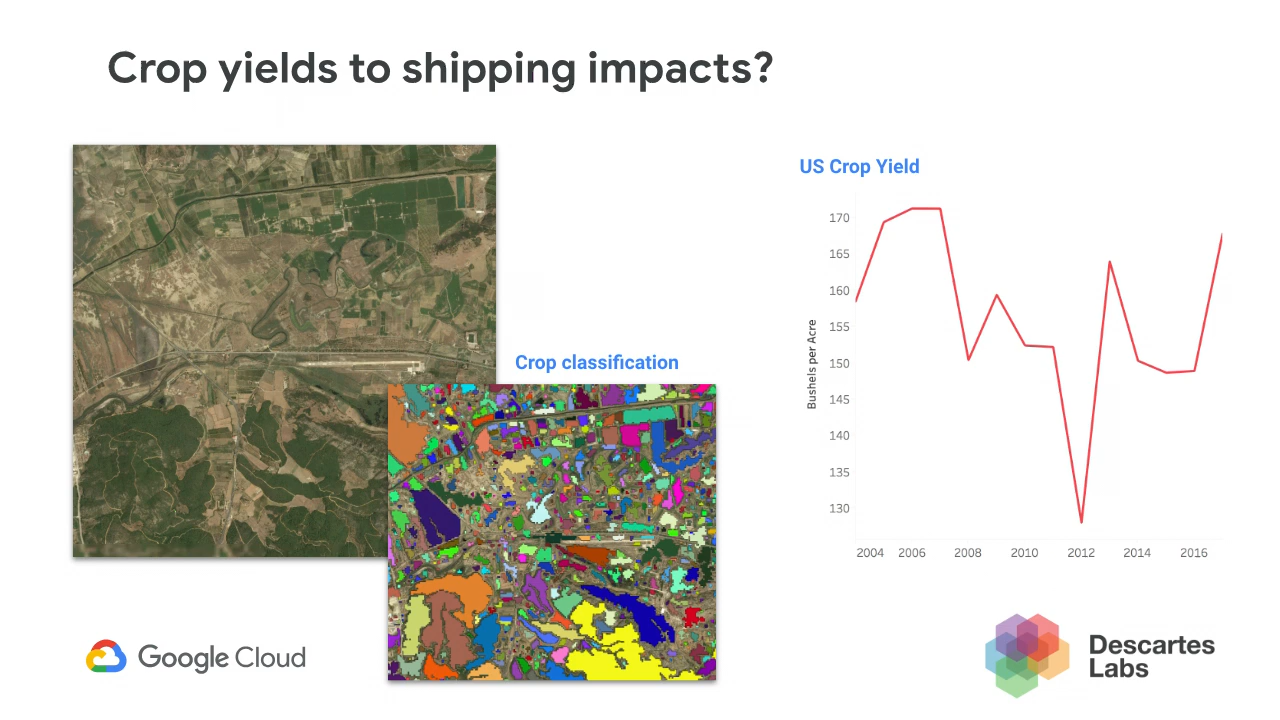 Crop yields to shipping impacts?
US Crop Yield
Crop classification
Bushels per Acre
170
165
160
155
150
145
140
135
130
2004 2006 2008 2010 2012 2014 2016
Google Cloud
Descartes
Labs